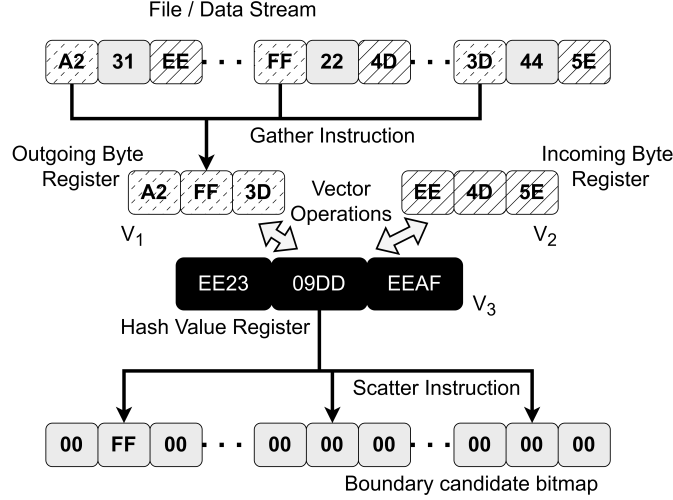 File / Data Stream
A2 31 EE · · · FF 22 4D · · · 3D 44 5E
Gather Instruction
Outgoing Byte
Register
Incoming Byte
Register
A2 FF 3D
Vector
Operations
EE 4D 5E
V1
V2
EE23 09DD EEAF
V3
Hash Value Register
Scatter Instruction
00 FF 00 · · · 00 00 00 · · · 00 00 00
Boundary candidate bitmap